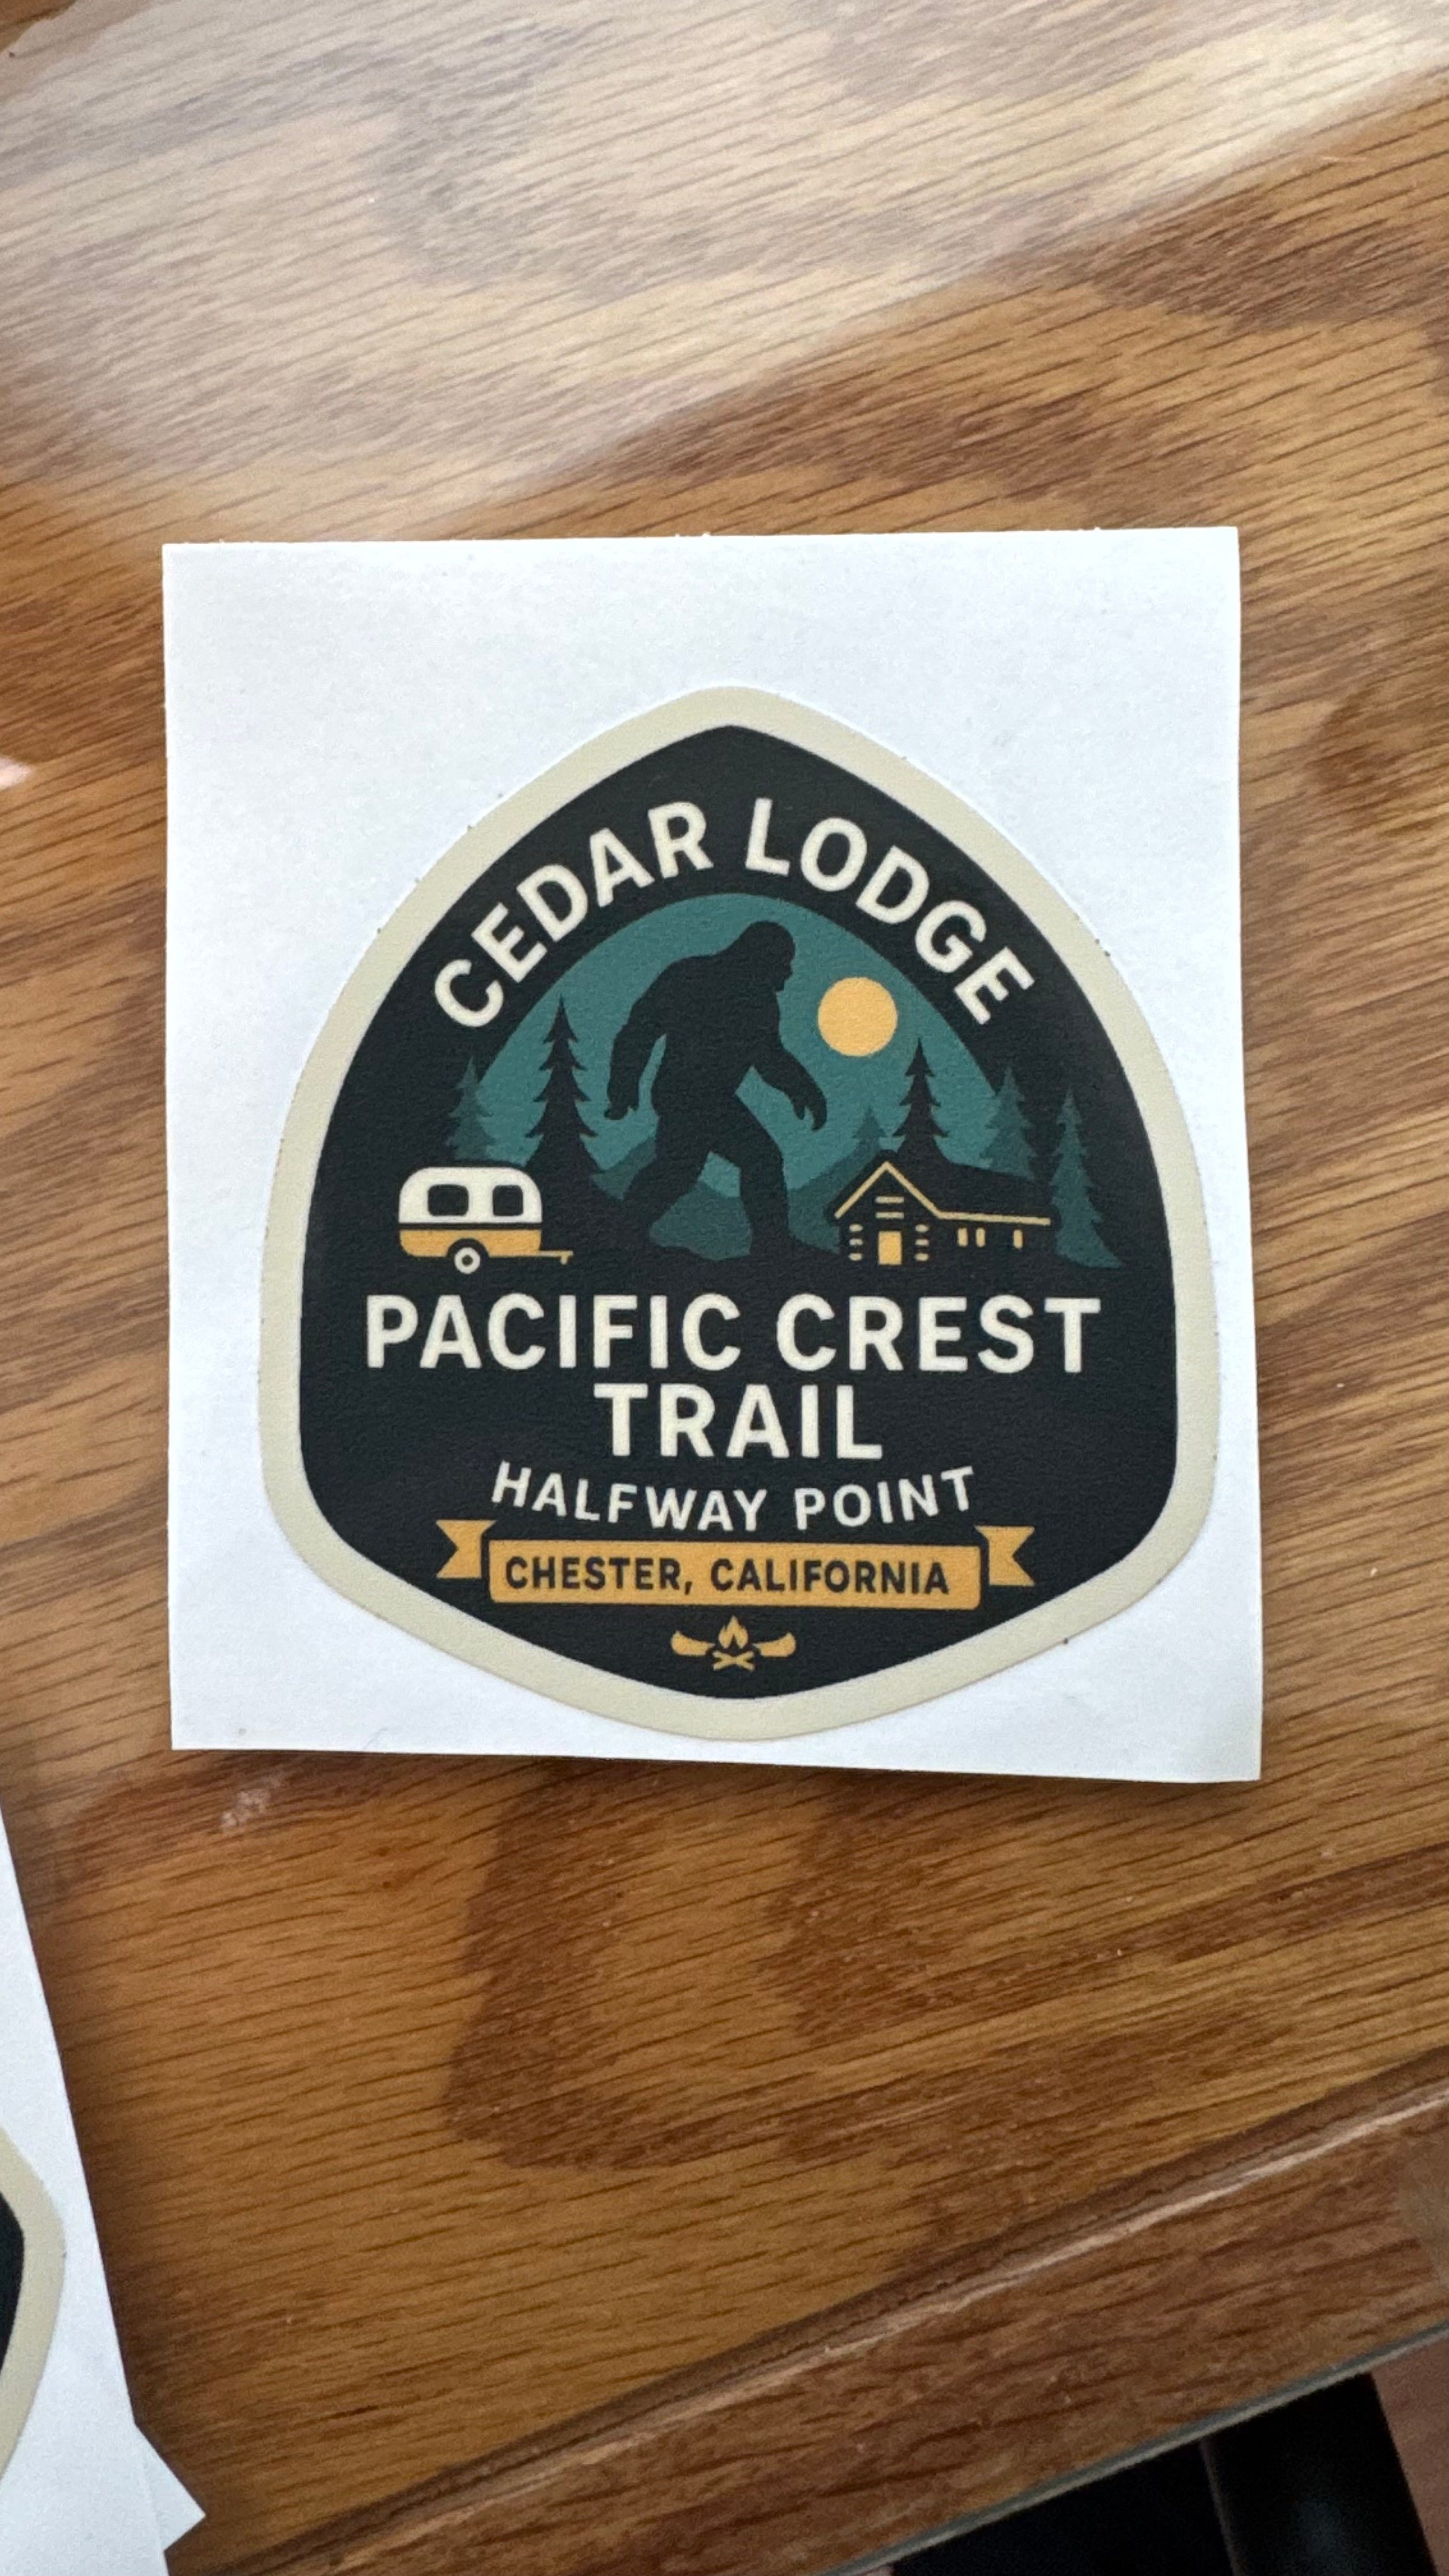 CEDAR LODGE
PACIFIC CREST
TRAIL
HALFWAY POINT
CHESTER, CALIFORNIA